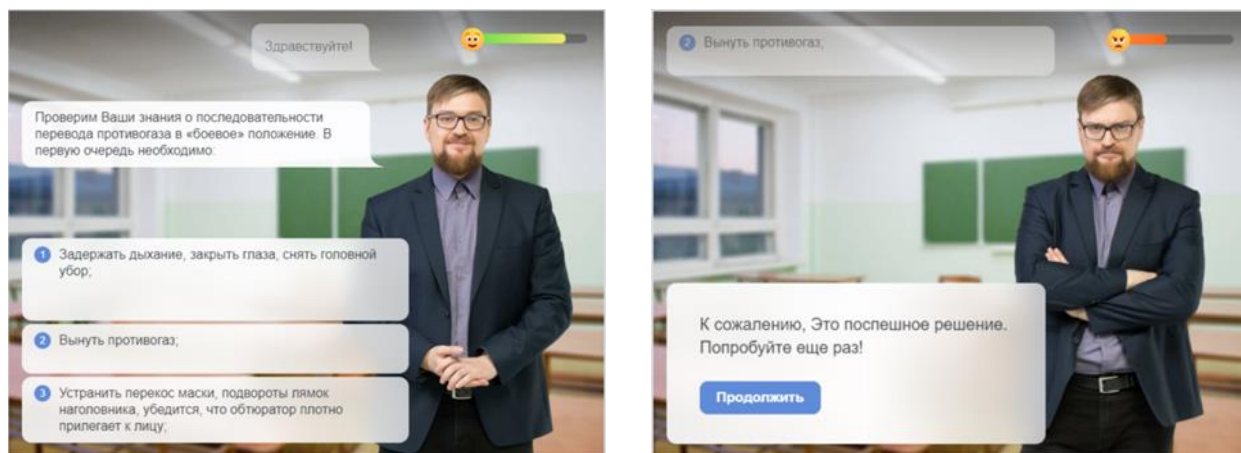 Здравствуйте!
Проверим Ваши знания о последовательности
перевода противогаза в «боевое» положение. В
первую очередь необходимо:
1 Задержать дыхание, закрыть глаза, снять головной
убор;
2 Вынуть противогаз;
3 Устранить перекос маски, подвороты лямок
наголовника, убедится, что обтюратор плотно
прилегает к лицу;
2 Вынуть противогаз;
К сожалению, Это поспешное решение.
Попробуйте еще раз!
Продолжить